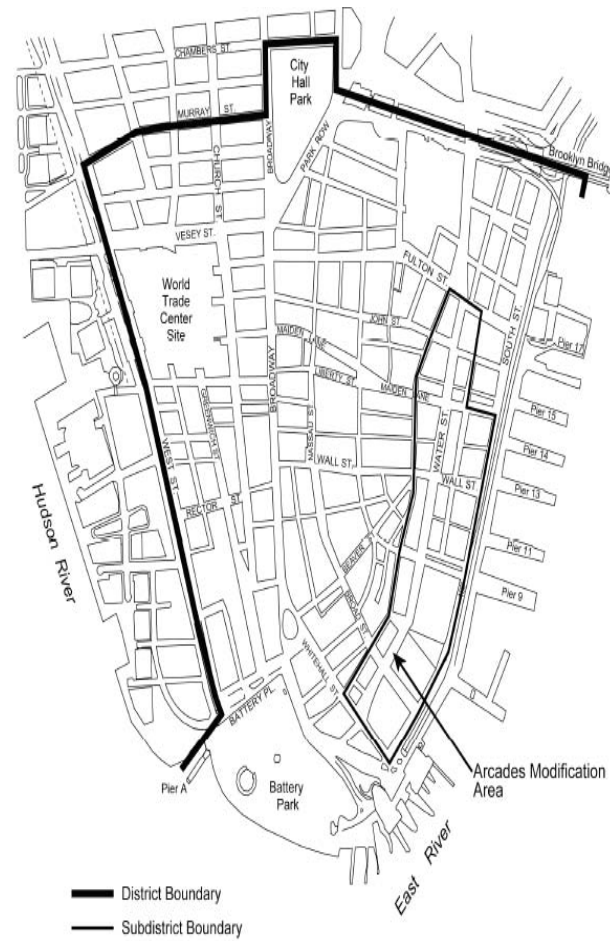 CHAMBERS ST.
City
Hall
Park
MURRAY ST.
BROADWAY
PARK ROW
CHURCH ST
Brooklyn Bridge
VESEY ST.
FULTON ST.
World
Trade
Center
Site
JOHN ST.
SOUTH ST.
Pier 17
MAIDEN LNE
BROADWAY
LIBERTY ST.
MAIDEN LANE
GREENWICH ST.
NASSAU ST
WATER ST.
Pier 15
WEST ST.
WALL ST.
WALL ST.
Pier 14
RECTOR ST.
Pier 13
Hudson River
BEAVER ST
Pier 11
BROAD ST.
Pier 9
WHITEHALL ST.
BATTERY PL.
Arcades Modification
Area
Pier A
Battery
Park
East River
District Boundary
Subdistrict Boundary